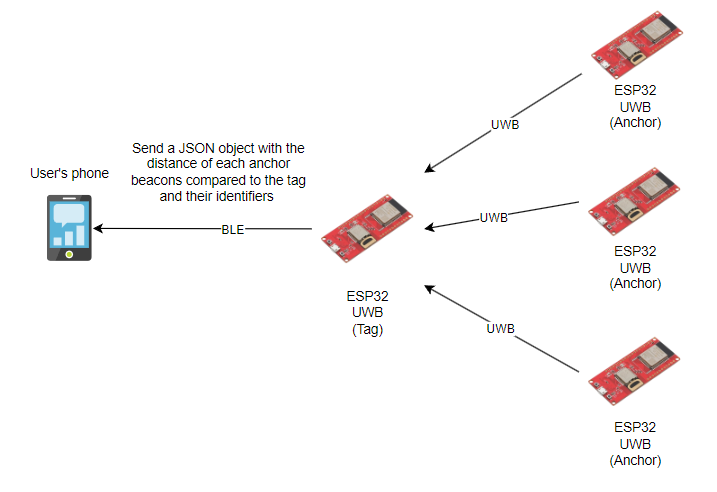 ESP32
UWB
(Anchor)
UWB
Send a JSON object with the
distance of each anchor
beacons compared to the tag
and their identifiers
User's phone
BLE
UWB
ESP32
UWB
(Anchor)
ESP32
UWB
(Tag)
UWB
ESP32
UWB
(Anchor)